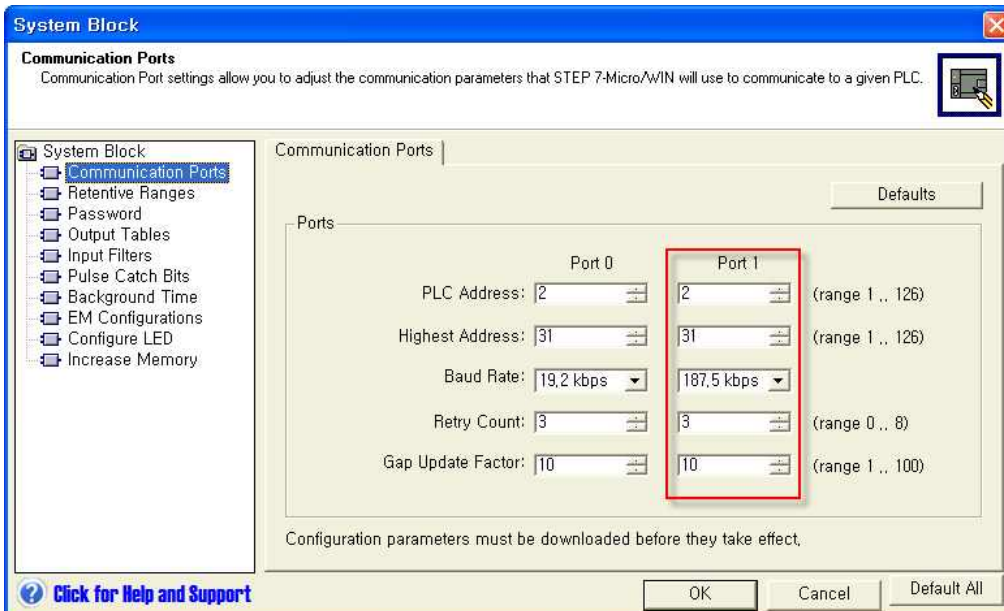 System Block
Communication Ports
Communication Port settings allow you to adjust the communication parameters that STEP 7-Micro/WIN will use to communicate to a given PLC.
System Block
Communication Ports
Retentive Ranges
Password
Output Tables
Input Filters
Pulse Catch Bits
Background Time
EM Configurations
Configure LED
Increase Memory
Communication Ports
Defaults
Ports
Port 0 Port 1
PLC Address: 2 2 (range 1 .. 126)
Highest Address: 31 31 (range 1 .. 126)
Baud Rate: 19,2 kbps 187,5 kbps
Retry Count: 3 3 (range 0 .. 8)
Gap Update Factor: 10 10 (range 1 .. 100)
Configuration parameters must be downloaded before they take effect,
Click for Help and Support
OK Cancel Default All